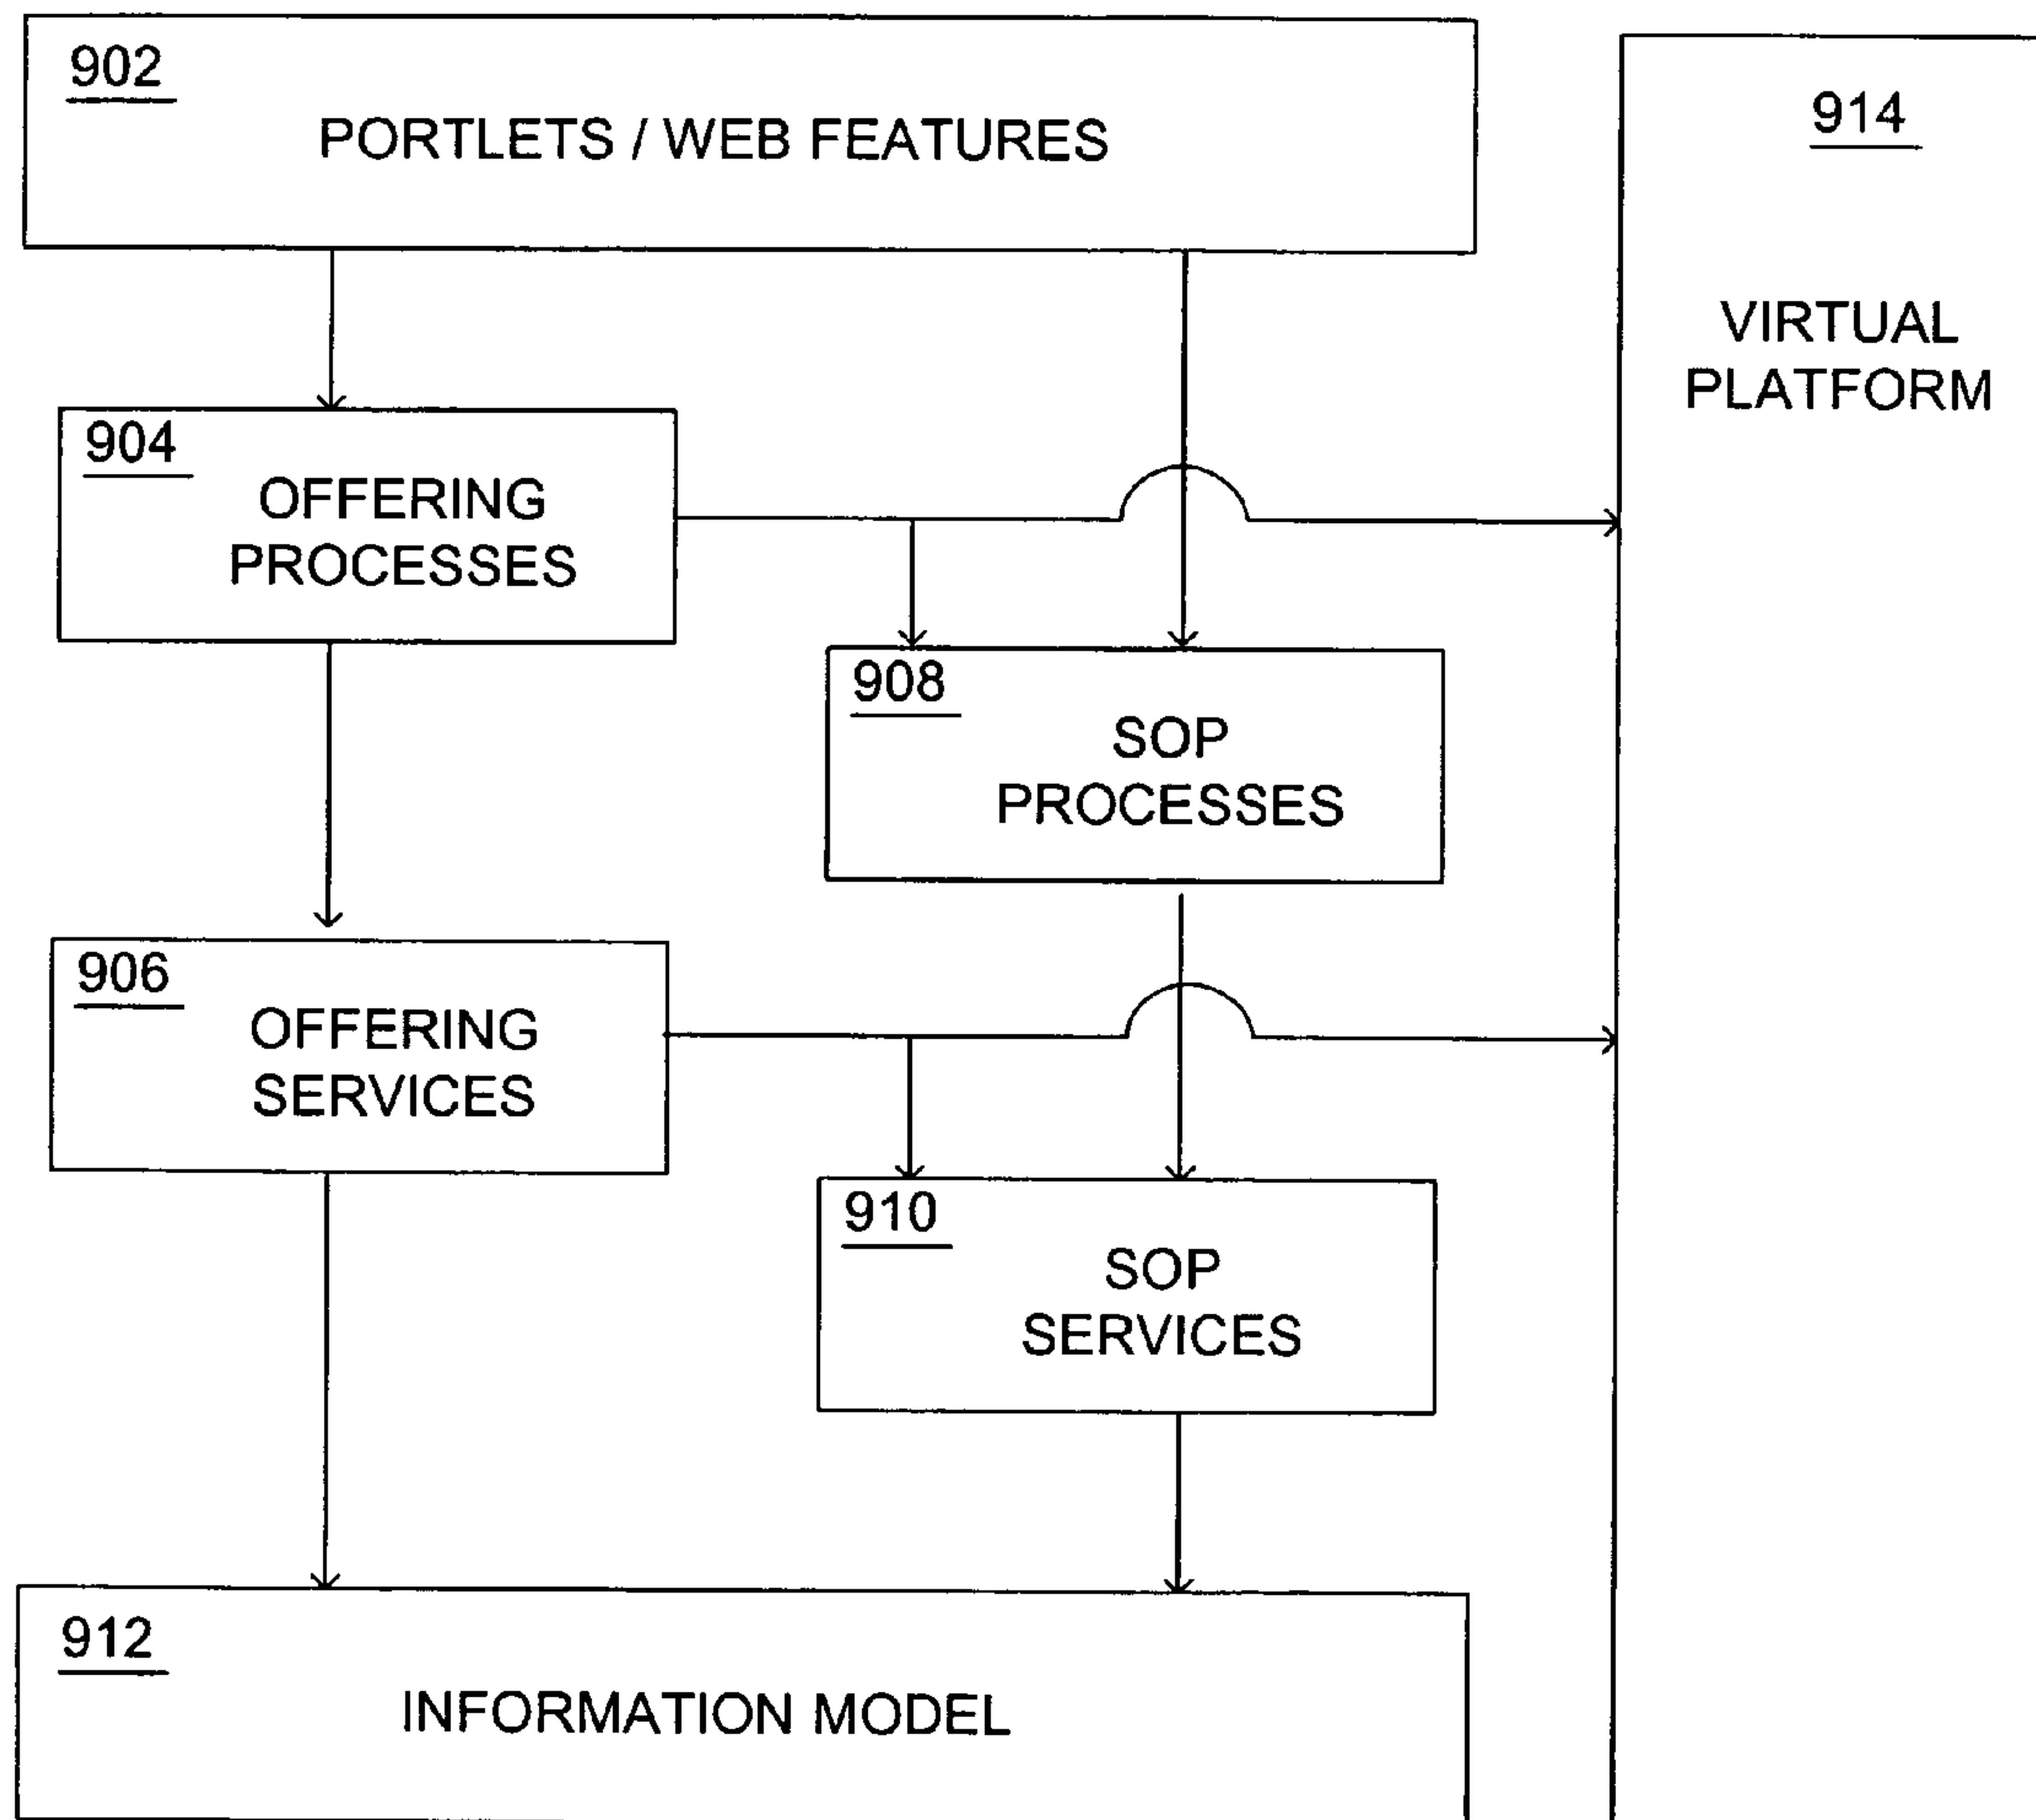 902
PORTLETS / WEB FEATURES
914
VIRTUAL
PLATFORM
904
OFFERING
PROCESSES
908
SOP
PROCESSES
906
OFFERING
SERVICES
910
SOP
SERVICES
912
INFORMATION MODEL